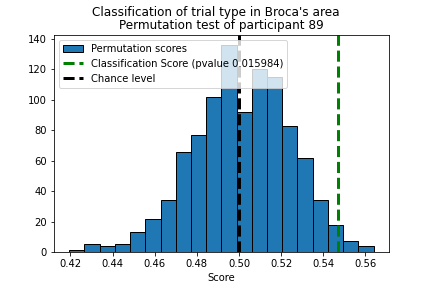 Classification of trial type in Broca's area
Permutation test of participant 89
Permutation scores
Classification Score (pvalue 0.015984)
Chance level
140
120
100
80
60
40
20
0
0.42 0.44 0.46 0.48 0.50 0.52 0.54 0.56
Score